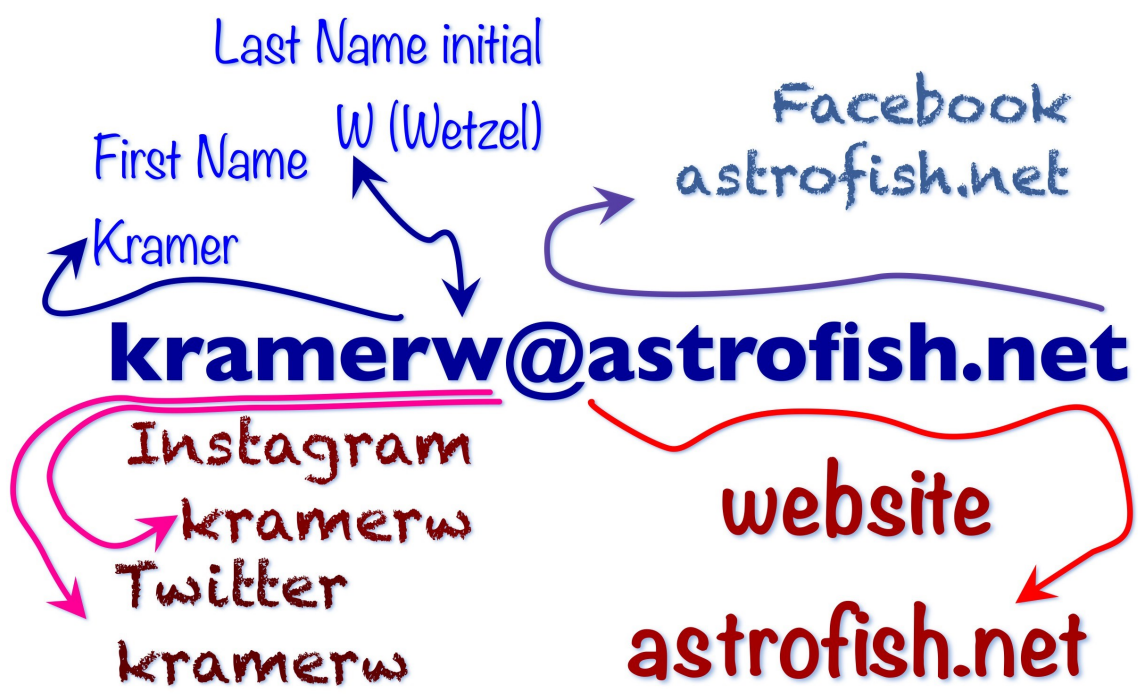 Last Name initial
W (Wetzel)
First Name
Kramer
Facebook
astrofish.net
kramerw@astrofish.net
Instagram
kramerw
Twitter
kramerw
website
astrofish.net